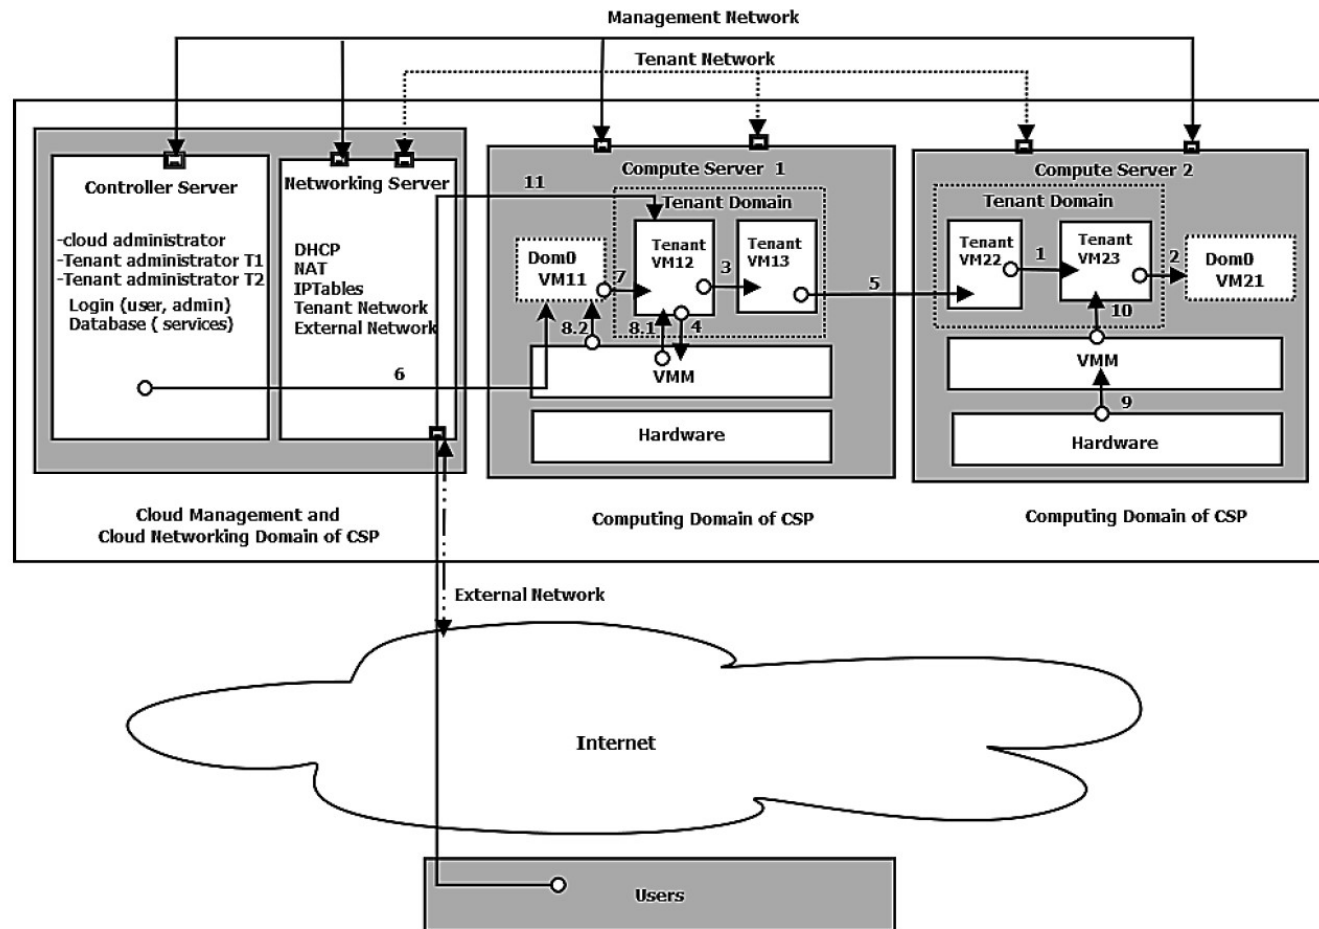 Management Network
Tenant Network
Controller Server
-cloud administrator
-Tenant administrator T1
-Tenant administrator T2
Login (user, admin)
Database ( services)
Networking Server
DHCP
NAT
IPTables
Tenant Network
External Network
11
6
Compute Server 1
Tenant Domain
Dom0
VM11
7
Tenant
VM12
3
Tenant
VM13
8.2
8.1
4
VMM
Hardware
5
Compute Server 2
Tenant Domain
Tenant
VM22
1
Tenant
VM23
2
Dom0
VM21
10
VMM
9
Hardware
Cloud Management and
Cloud Networking Domain of CSP
Computing Domain of CSP
Computing Domain of CSP
External Network
Internet
Users